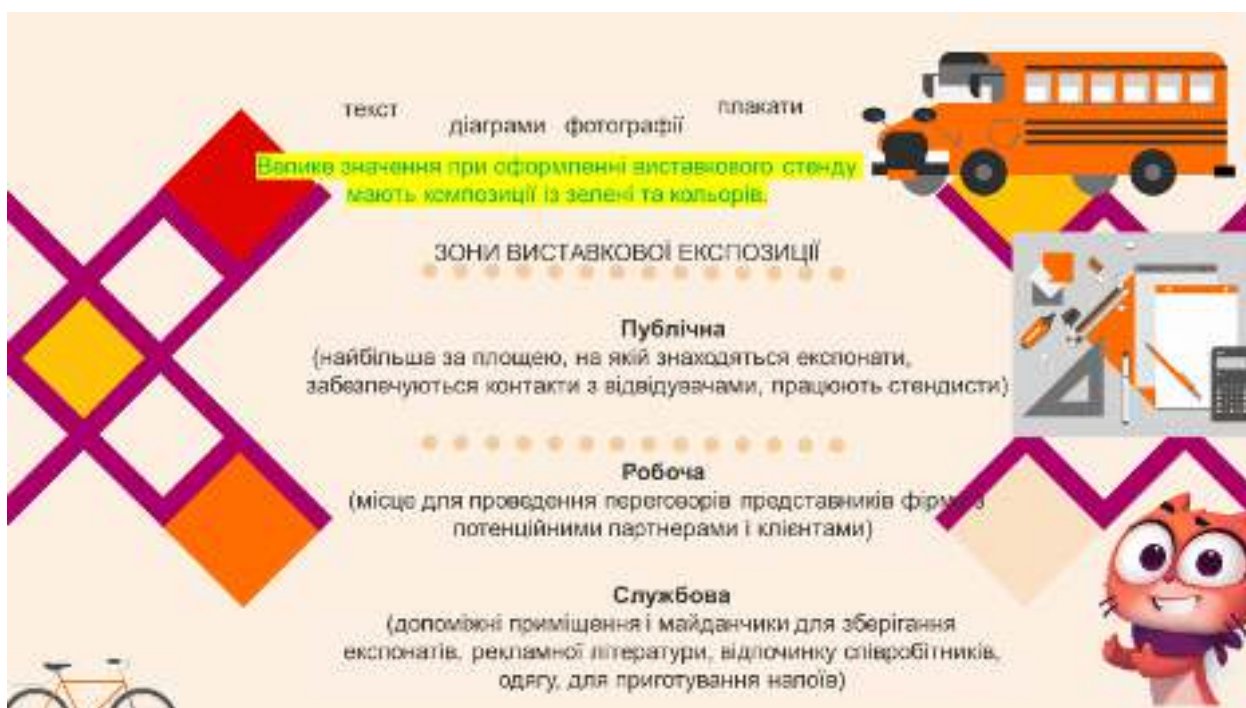 текст
діаграми фотографії
плакати
Велике значення при оформленні виставкового стенду
мають композиції із зелені та кольорів.
ЗОНИ ВИСТАВКОВОЇ ЕКСПОЗИЦІЇ
Публічна
(найбільша за площею, на якій знаходяться експонати,
забезпечуються контакти з відвідувачами, працюють стендисти)
Робоча
(місце для проведення переговорів представників фірми з
потенційними партнерами і клієнтами)
Службова
(допоміжні приміщення і майданчики для зберігання
експонатів, рекламної літератури, відпочинку співробітників,
одягу, для приготування напоїв)